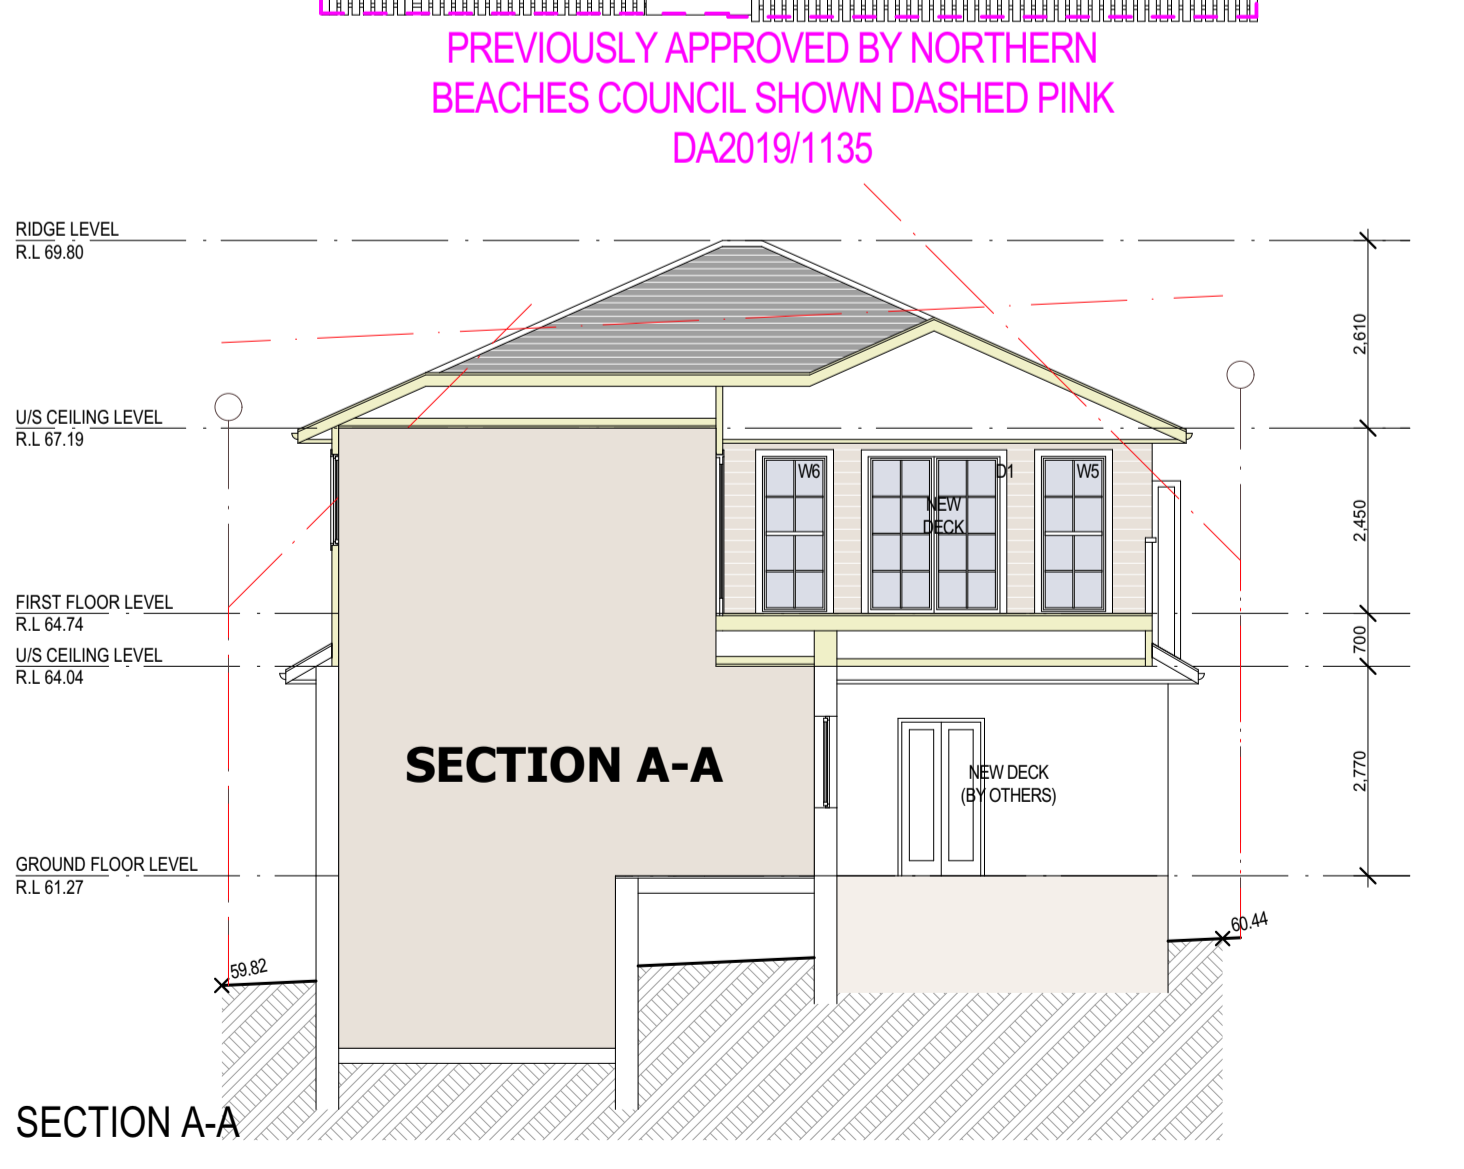 PREVIOUSLY APPROVED BY NORTHERN
BEACHES COUNCIL SHOWN DASHED PINK
DA2019/1135
RIDGE LEVEL
R.L 69.80
2,610
U/S CEILING LEVEL
R.L 67.19
W6
D1
W5
NEW
DECK
2,450
FIRST FLOOR LEVEL
R.L 64.74
700
U/S CEILING LEVEL
R.L 64.04
SECTION A-A
NEW DECK
(BY OTHERS)
2,770
GROUND FLOOR LEVEL
R.L 61.27
60.44
59.82
SECTION A-A